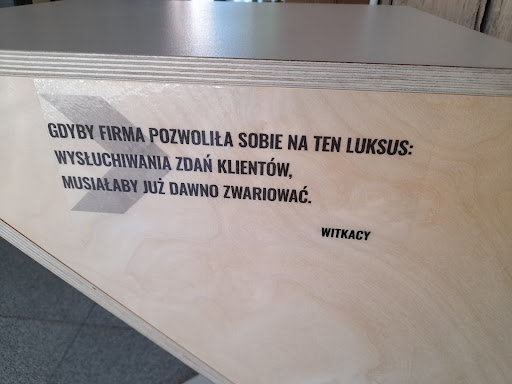 GDYBY FIRMA POZWOLIŁA SOBIE NA TEN LUKSUS:
WYSŁUCHIWANIA ZDAŃ KLIENTÓW,
MUSIAŁABY JUŻ DAWNO ZWARIOWAĆ.
WITKACY